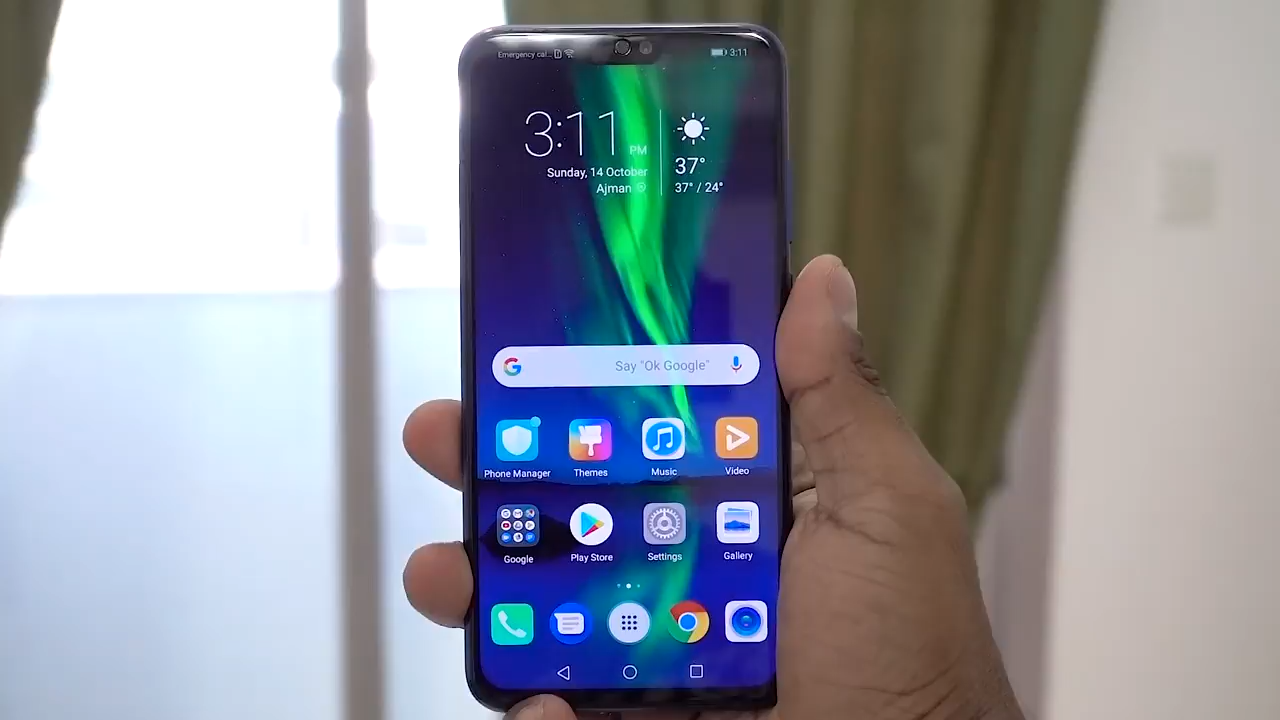 Emergency cal...
3:11
3:11 PM
Sunday, 14 October
Ajman
37°
37° / 24°
G
Say "Ok Google"
Phone Manager
Themes
Music
Video
Google
Play Store
Settings
Gallery